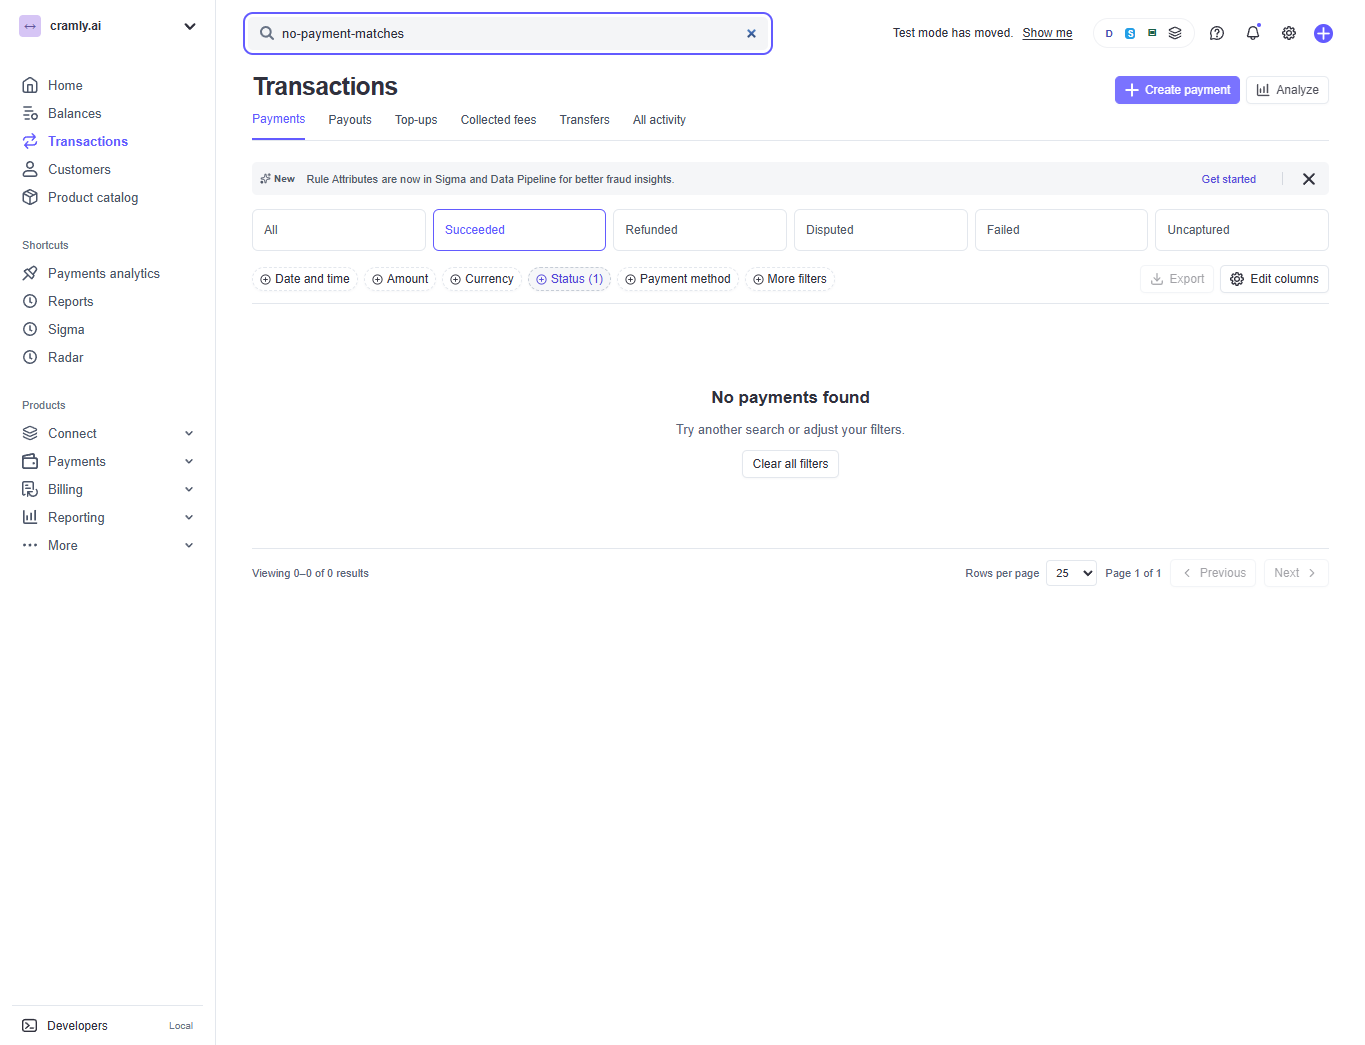 cramly.ai
no-payment-matches
Test mode has moved. Show me
D S
Home
Balances
Transactions
Customers
Product catalog
Shortcuts
Payments analytics
Reports
Sigma
Radar
Products
Connect
Payments
Billing
Reporting
More
Developers Local
Transactions
Create payment
Analyze
Payments Payouts Top-ups Collected fees Transfers All activity
New Rule Attributes are now in Sigma and Data Pipeline for better fraud insights. Get started
All Succeeded Refunded Disputed Failed Uncaptured
Date and time Amount Currency Status (1) Payment method More filters Export Edit columns
No payments found
Try another search or adjust your filters.
Clear all filters
Viewing 0–0 of 0 results Rows per page 25 Page 1 of 1 Previous Next